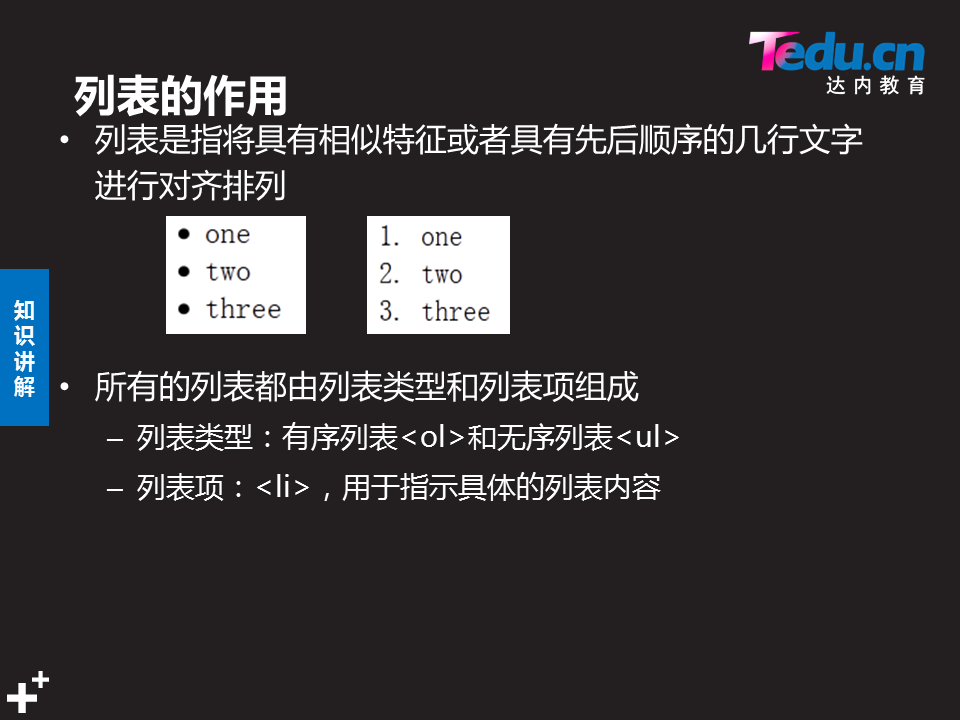 Tedu.cn
达内教育
列表的作用
• 列表是指将具有相似特征或者具有先后顺序的几行文字
进行对齐排列
● one
● two
● three
1. one
2. two
3. three
知识讲解
• 所有的列表都由列表类型和列表项组成
– 列表类型：有序列表<ol>和无序列表<ul>
– 列表项：<li>，用于指示具体的列表内容